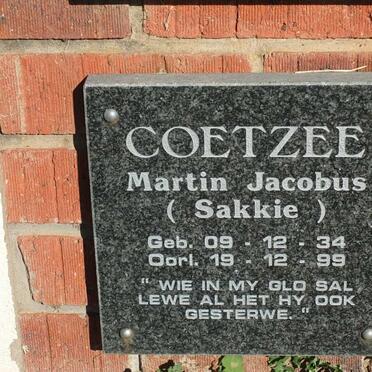 COETZEE
Martin Jacobus
( Sakkie )
Geb. 09 - 12 - 34
Oorl. 19 - 12 - 99
" WIE IN MY GLO SAL
LEWE AL HET HY OOK
GESTERWE. "